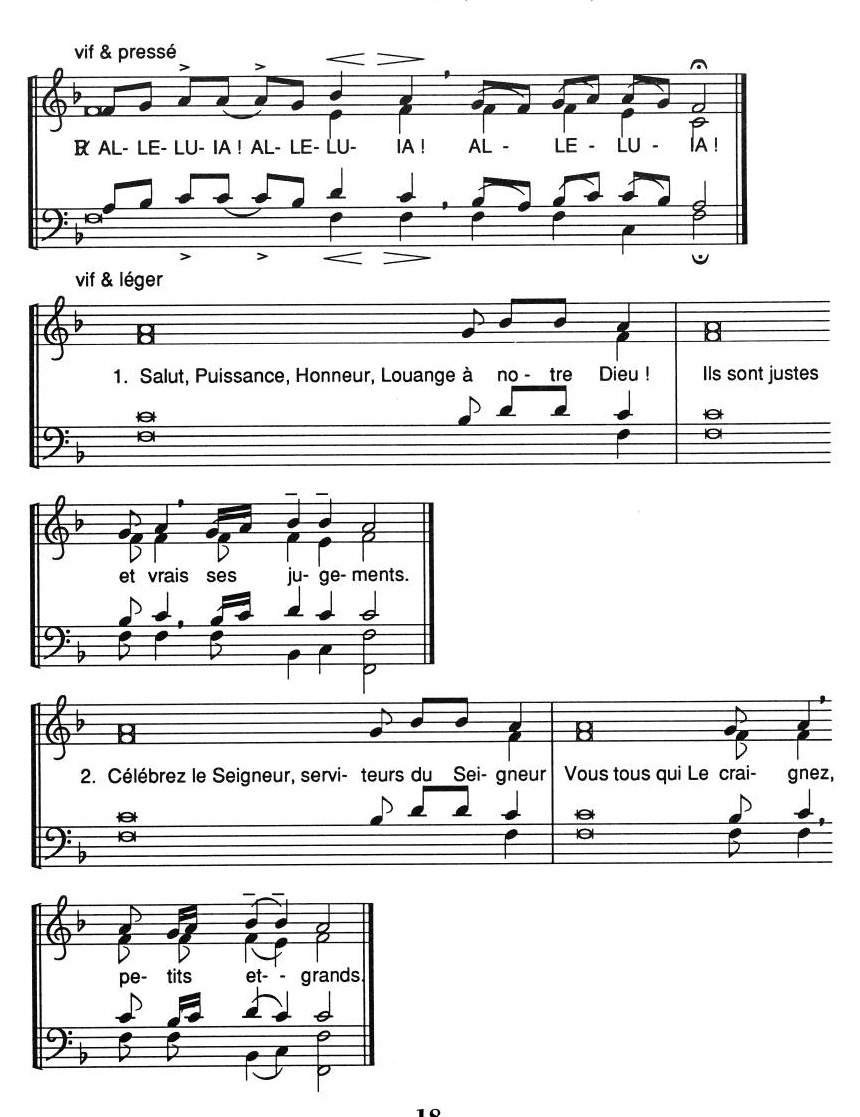 vif & pressé
℟ AL- LE- LU- IA ! AL- LE- LU- IA ! AL - LE - LU - IA !
vif & léger
1. Salut, Puissance, Honneur, Louange à no - tre Dieu ! Ils sont justes
et vrais ses ju- ge- ments.
2. Célébrez le Seigneur, servi- teurs du Sei- gneur Vous tous qui Le crai- gnez,
pe- tits et- - grands.
18